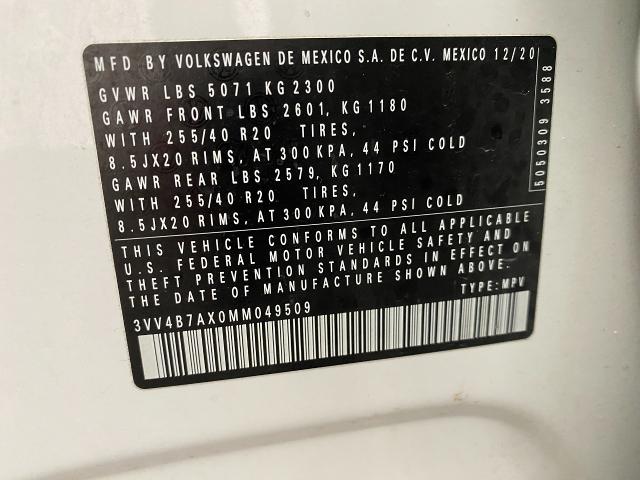 MFD BY VOLKSWAGEN DE MEXICO S.A. DE C.V. MEXICO 12/20
GVWR LBS 5071 KG 2300
GAWR FRONT LBS 2601, KG 1180
WITH 255/40 R20 TIRES,
8.5JX20 RIMS, AT 300 KPA, 44 PSI COLD
GAWR REAR LBS 2579, KG 1170
WITH 255/40 R20 TIRES,
8.5JX20 RIMS, AT 300 KPA, 44 PSI COLD
5050309 3588
THIS VEHICLE CONFORMS TO ALL APPLICABLE
U.S. FEDERAL MOTOR VEHICLE SAFETY AND
THEFT PREVENTION STANDARDS IN EFFECT ON
THE DATE OF MANUFACTURE SHOWN ABOVE.
3VV4B7AX0MM049509 TYPE: MPV